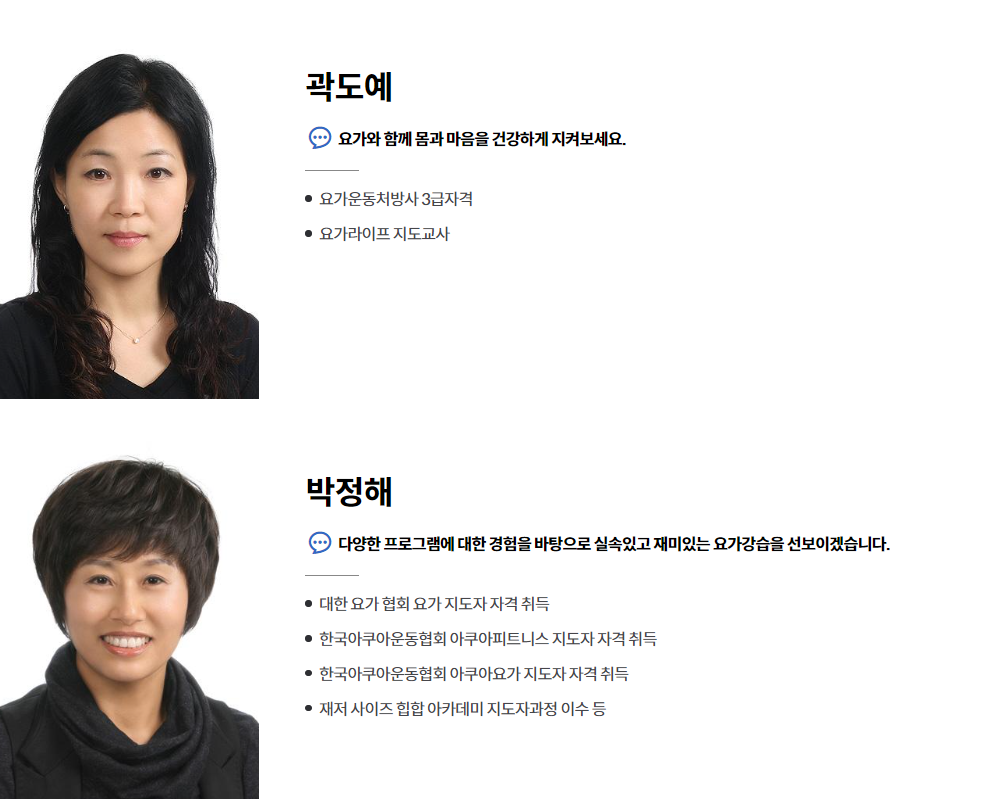 곽도예
요가와 함께 몸과 마음을 건강하게 지켜보세요.
요가운동처방사 3급자격
요가라이프 지도교사
박정해
다양한 프로그램에 대한 경험을 바탕으로 실속있고 재미있는 요가강습을 선보이겠습니다.
대한 요가 협회 요가 지도자 자격 취득
한국아쿠아운동협회 아쿠아피트니스 지도자 자격 취득
한국아쿠아운동협회 아쿠아요가 지도자 자격 취득
재저 사이즈 힙합 아카데미 지도자과정 이수 등